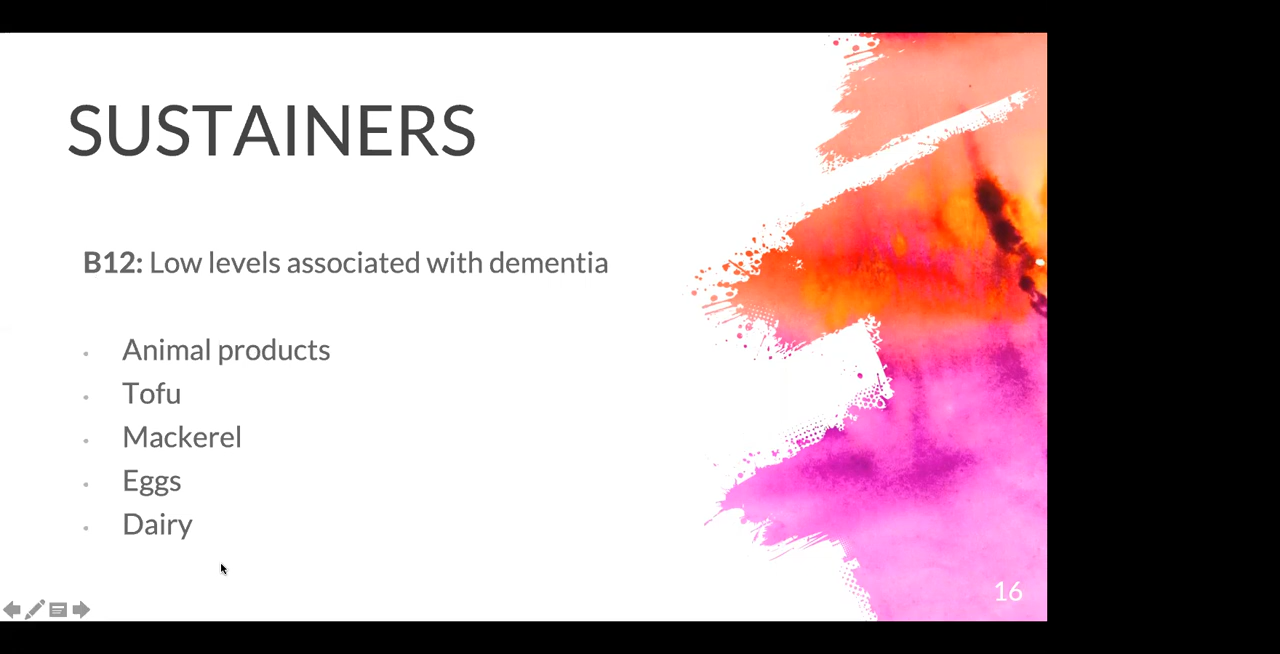 SUSTAINERS
B12: Low levels associated with dementia
• Animal products
• Tofu
• Mackerel
• Eggs
• Dairy
16